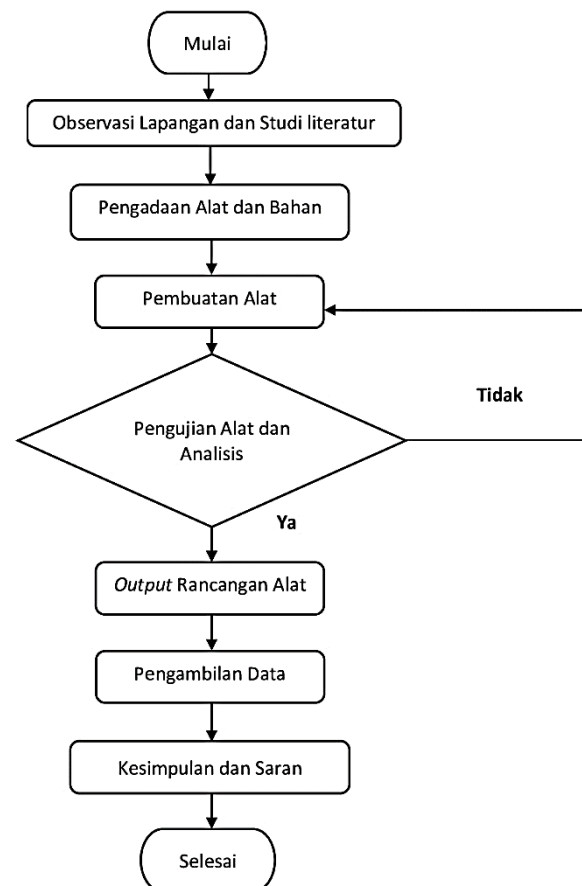 Mulai
Observasi Lapangan dan Studi literatur
Pengadaan Alat dan Bahan
Pembuatan Alat
Pengujian Alat dan
Analisis
Tidak
Ya
Output Rancangan Alat
Pengambilan Data
Kesimpulan dan Saran
Selesai